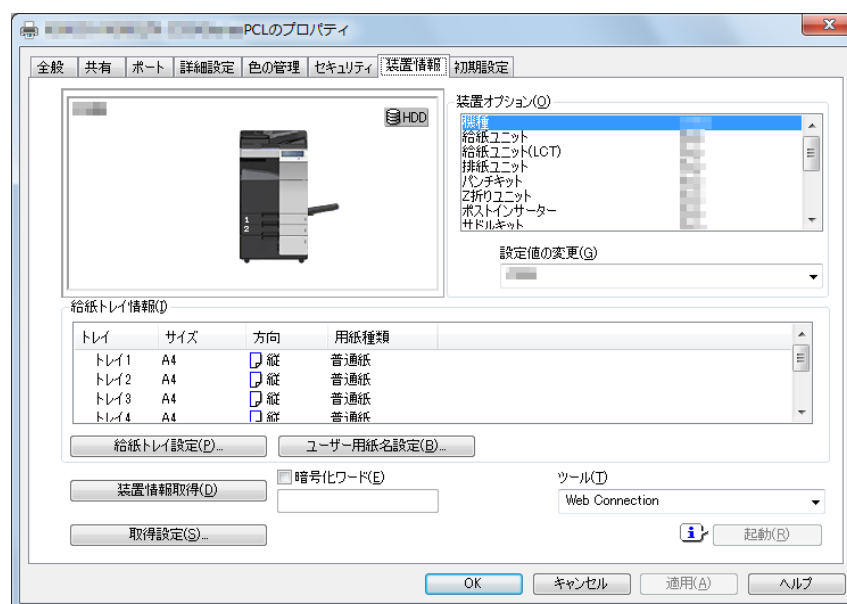 PCLのプロパティ
全般 共有 ポート 詳細設定 色の管理 セキュリティ 装置情報 初期設定
HDD
1
2
装置オプション(O)
機種
給紙ユニット
給紙ユニット(LCT)
排紙ユニット
パンチキット
Z折りユニット
ポストインサーター
サドルキット
設定値の変更(G)
給紙トレイ情報(I)
トレイ サイズ 方向 用紙種類
トレイ1 A4 縦 普通紙
トレイ2 A4 縦 普通紙
トレイ3 A4 縦 普通紙
トレイ4 A4 縦 普通紙
給紙トレイ設定(P)... ユーザー用紙名設定(B)...
装置情報取得(D)
暗号化ワード(E)
ツール(T)
Web Connection
取得設定(S)...
起動(R)
OK キャンセル 適用(A) ヘルプ